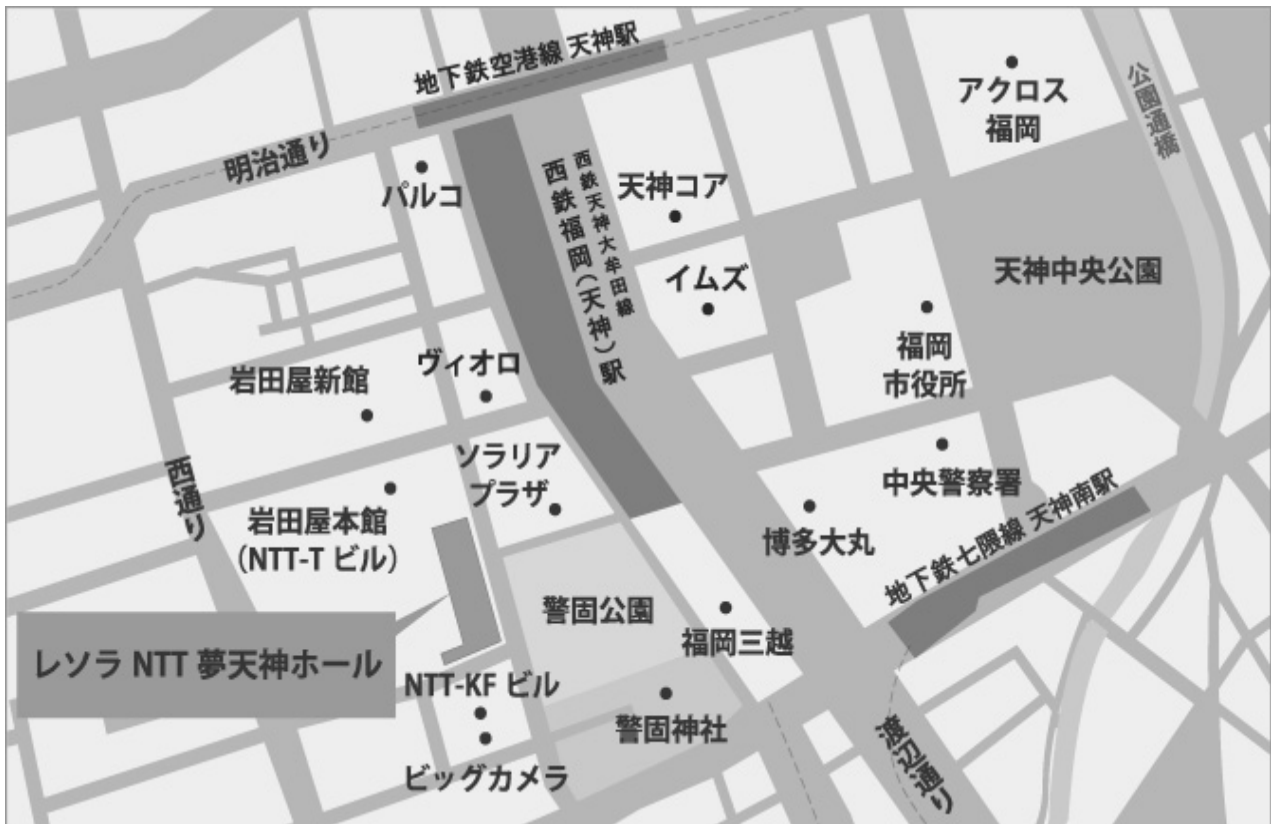 地下鉄空港線 天神駅
アクロス
福岡
公園通橋
明治通り
パルコ
西鉄福岡(天神)駅
西鉄天神大牟田線
天神コア
イムズ
天神中央公園
福岡
市役所
ヴィオロ
岩田屋新館
ソラリア
プラザ
中央警察署
西通り
岩田屋本館
(NTT-T ビル)
博多大丸
地下鉄七隈線 天神南駅
警固公園
福岡三越
レソラ NTT 夢天神ホール
NTT-KF ビル
警固神社
渡辺通り
ビッグカメラ